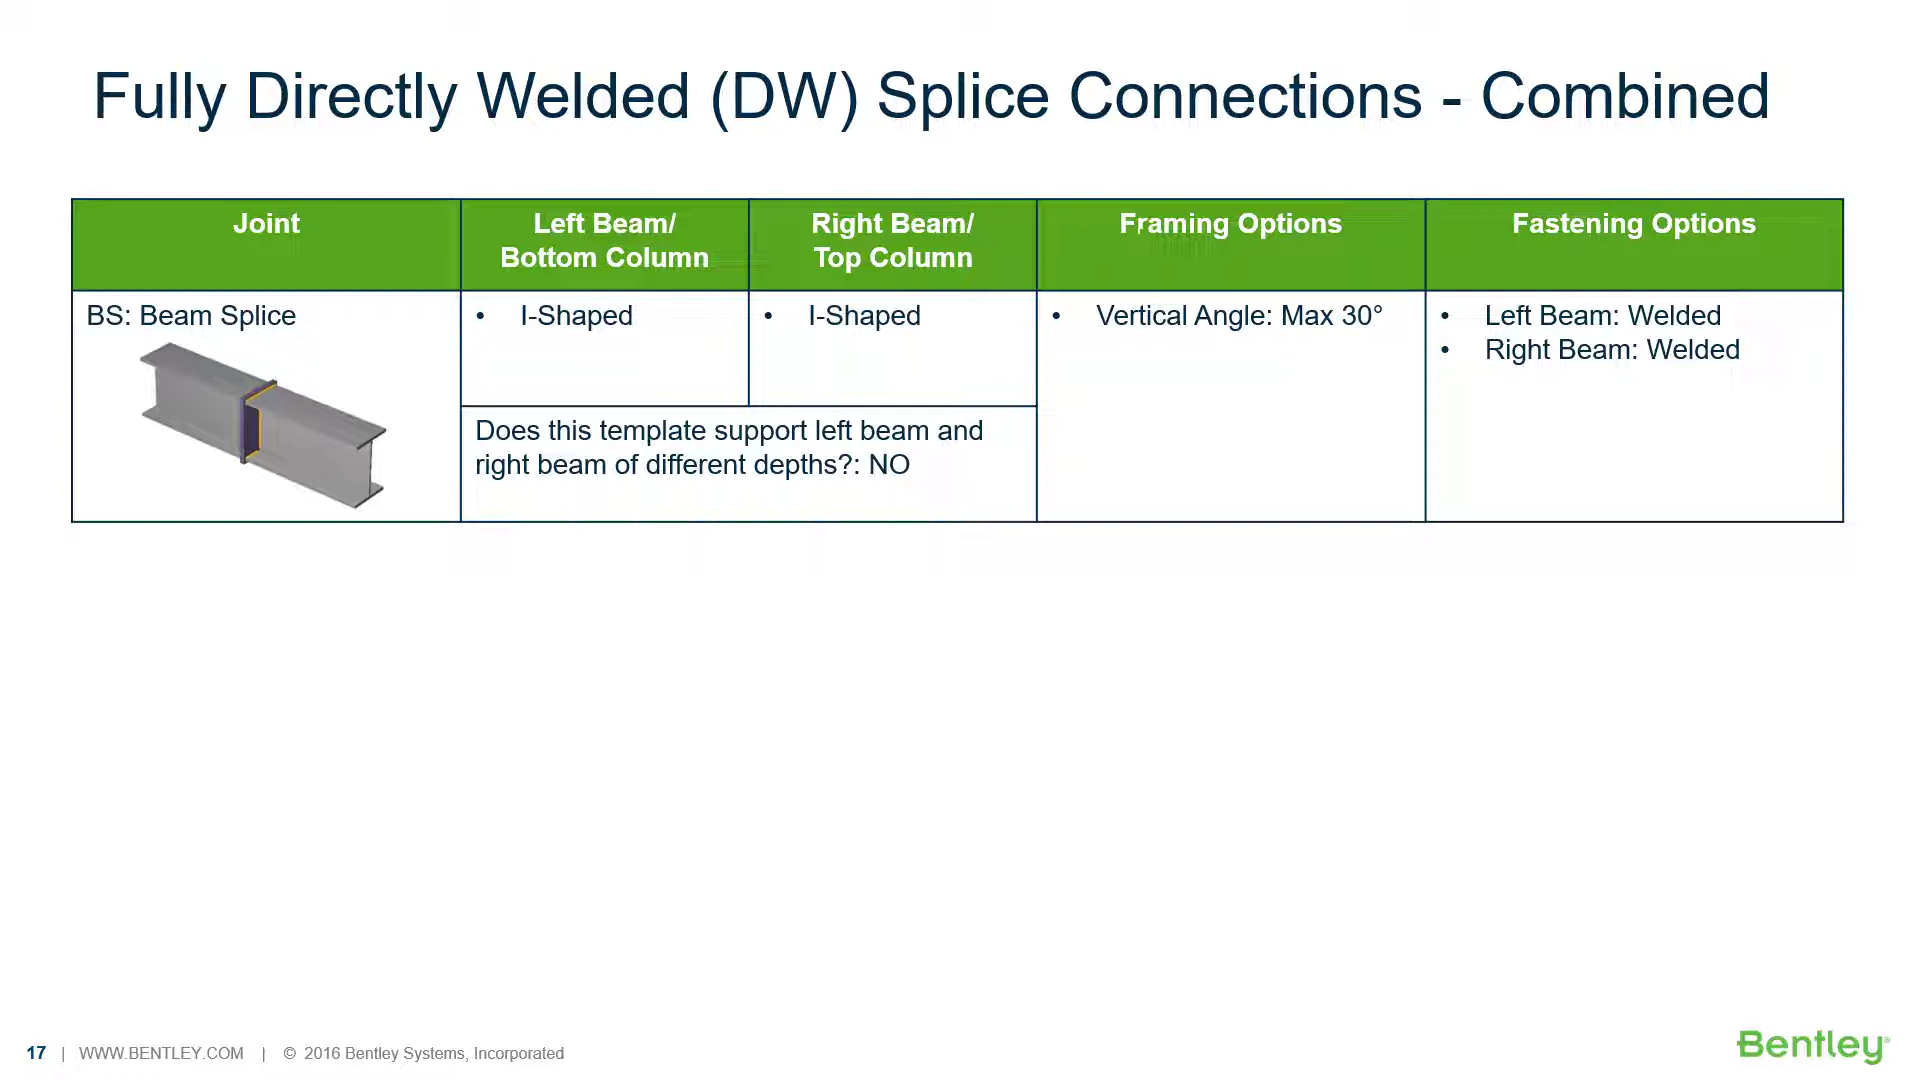 Fully Directly Welded (DW) Splice Connections - Combined
Joint
Left Beam/
Bottom Column
Right Beam/
Top Column
Framing Options
Fastening Options
BS: Beam Splice
• I-Shaped
• I-Shaped
• Vertical Angle: Max 30°
• Left Beam: Welded
• Right Beam: Welded
Does this template support left beam and
right beam of different depths?: NO
17 | WWW.BENTLEY.COM | © 2016 Bentley Systems, Incorporated
Bentley®